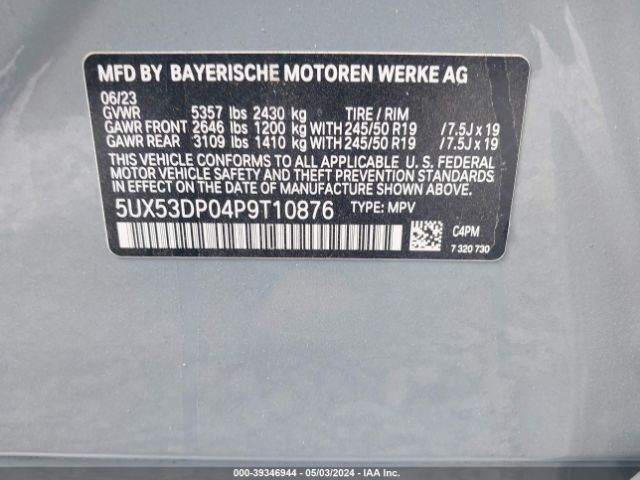 MFD BY BAYERISCHE MOTOREN WERKE AG
06/23
GVWR 5357 lbs 2430 kg TIRE / RIM
GAWR FRONT 2646 lbs 1200 kg WITH 245/50 R19 / 7.5J x 19
GAWR REAR 3109 lbs 1410 kg WITH 245/50 R19 / 7.5J x 19
THIS VEHICLE CONFORMS TO ALL APPLICABLE U. S. FEDERAL
MOTOR VEHICLE SAFETY AND THEFT PREVENTION STANDARDS
IN EFFECT ON THE DATE OF MANUFACTURE SHOWN ABOVE.
5UX53DP04P9T10876 TYPE: MPV
C4PM
7 320 730
000-39346944 - 05/03/2024 - IAA Inc.